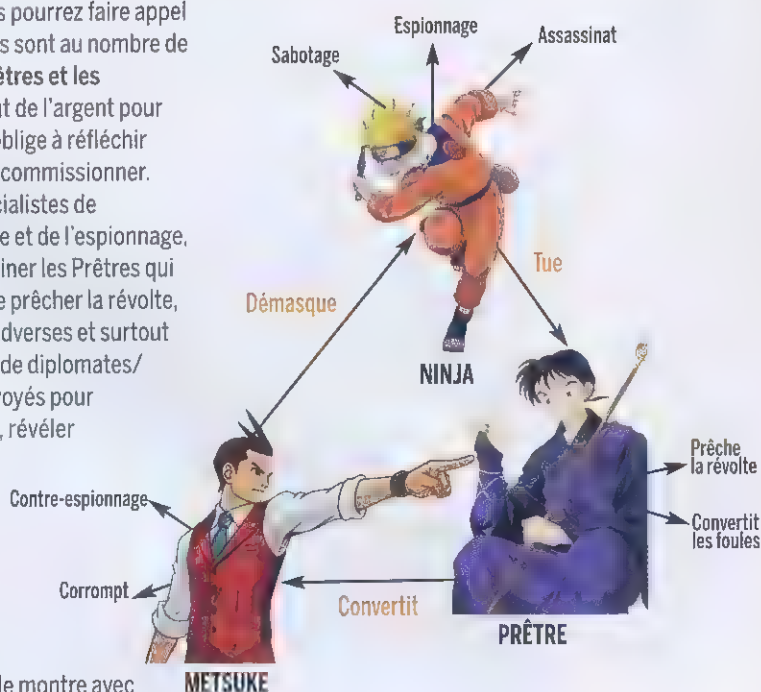 s pourrez faire appel
s sont au nombre de
êtres et les
ut de l'argent pour
blige à réfléchir
commissionner.
cialistes de
e et de l'espionnage,
iner les Prêtres qui
e prêcher la révolte,
dverses et surtout
de diplomates/
royés pour
, révéler
le montre avec
Sabotage
Espionnage
Assassinat
Démasque
Tue
NINJA
Contre-espionnage
Corrompt
Convertit
METSUKE
PRÊTRE
Prêche
la révolte
Convertit
les foules